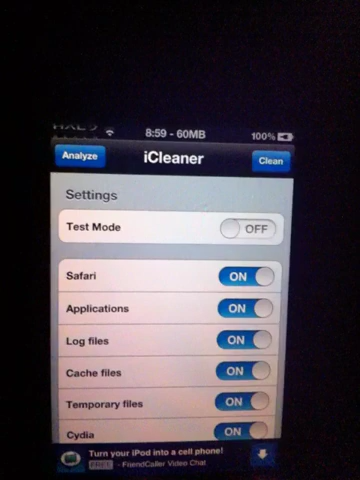 8:59 - 60MB 100%
Analyze iCleaner Clean
Settings
Test Mode OFF
Safari ON
Applications ON
Log files ON
Cache files ON
Temporary files ON
Cydia ON
Turn your iPod into a cell phone!
FREE - FriendCaller Video Chat